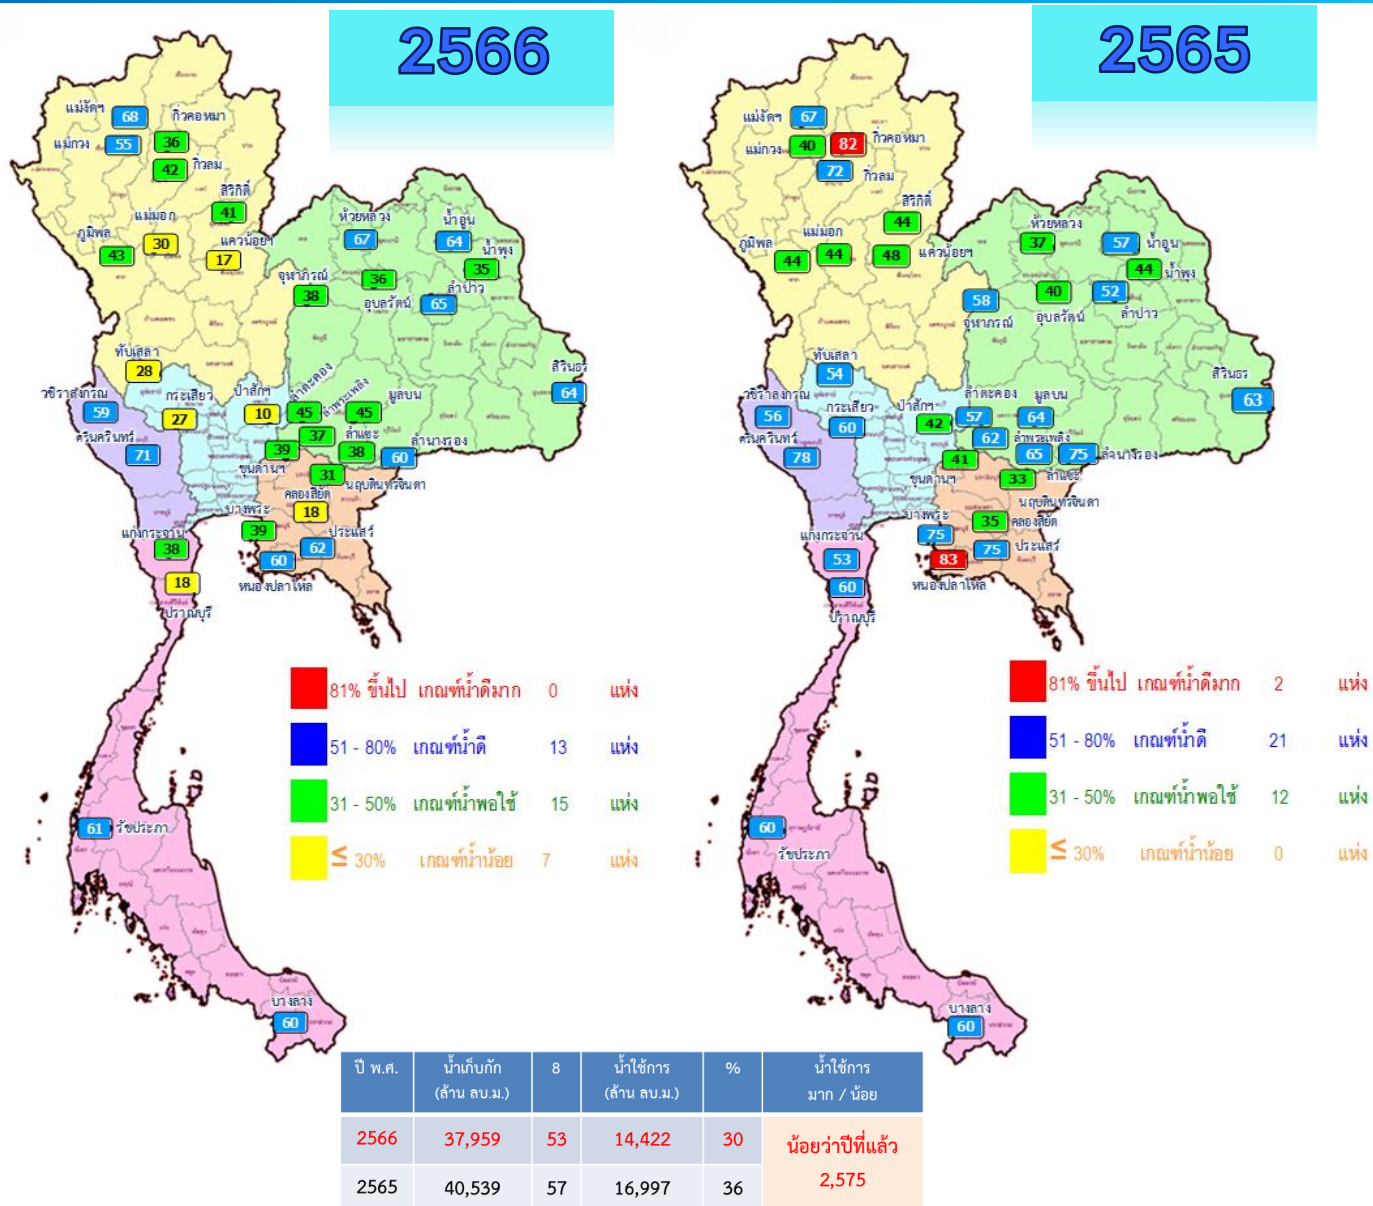 2566
แม่งัดฯ
68
กิ่วคอหมา
แม่กวง
55
36
42
กิ่วลม
สิริกิติ์
41
แม่มอก
ภูมิพล
30
แควน้อยฯ
43
17
ห้วยหลวง
67
น้ำอูน
64
น้ำพุง
35
จุฬาภรณ์
36
38
อุบลรัตน์
ลำปาว
65
ทับเสลา
28
สิรินธร
64
วชิราลงกรณ
59
กระเสียว
27
ป่าสักฯ
10
ลำตะคอง
45
ลำพระเพลิง
45
มูลบน
ศรีนครินทร์
71
37
ลำแชะ
38
ลำนางรอง
60
39
ขุนด่านฯ
31
นฤบดินทรจินดา
คลองสียัด
18
บางพระ
39
ประแสร์
62
60
หนองปลาไหล
แก่งกระจาน
38
18
ปราณบุรี
61
รัชประภา
บางลาง
60
81% ขึ้นไป เกณฑ์น้ำดีมาก 0 แห่ง
51 - 80% เกณฑ์น้ำดี 13 แห่ง
31 - 50% เกณฑ์น้ำพอใช้ 15 แห่ง
≤ 30% เกณฑ์น้ำน้อย 7 แห่ง
2565
แม่งัดฯ
67
แม่กวง
40
82
กิ่วคอหมา
72
กิ่วลม
สิริกิติ์
44
ภูมิพล
แม่มอก
44
44
48
แควน้อยฯ
ห้วยหลวง
37
57
น้ำอูน
44
น้ำพุง
58
จุฬาภรณ์
40
อุบลรัตน์
52
ลำปาว
ทับเสลา
54
สิรินธร
63
วชิราลงกรณ
56
กระเสียว
60
ป่าสักฯ
42
ลำตะคอง
57
มูลบน
64
ศรีนครินทร์
78
62
ลำพระเพลิง
65
75
ลำนางรอง
ลำแชะ
41
ขุนด่านฯ
33
นฤบดินทรจินดา
บางพระ
75
35
คลองสียัด
75
ประแสร์
83
หนองปลาไหล
แก่งกระจาน
53
60
ปราณบุรี
60
รัชประภา
บางลาง
60
81% ขึ้นไป เกณฑ์น้ำดีมาก 2 แห่ง
51 - 80% เกณฑ์น้ำดี 21 แห่ง
31 - 50% เกณฑ์น้ำพอใช้ 12 แห่ง
≤ 30% เกณฑ์น้ำน้อย 0 แห่ง
ปี พ.ศ. น้ำเก็บกัก 8 น้ำใช้การ % น้ำใช้การ
(ล้าน ลบ.ม.) (ล้าน ลบ.ม.) มาก / น้อย
2566 37,959 53 14,422 30 น้อยว่าปีที่แล้ว
2,575
2565 40,539 57 16,997 36